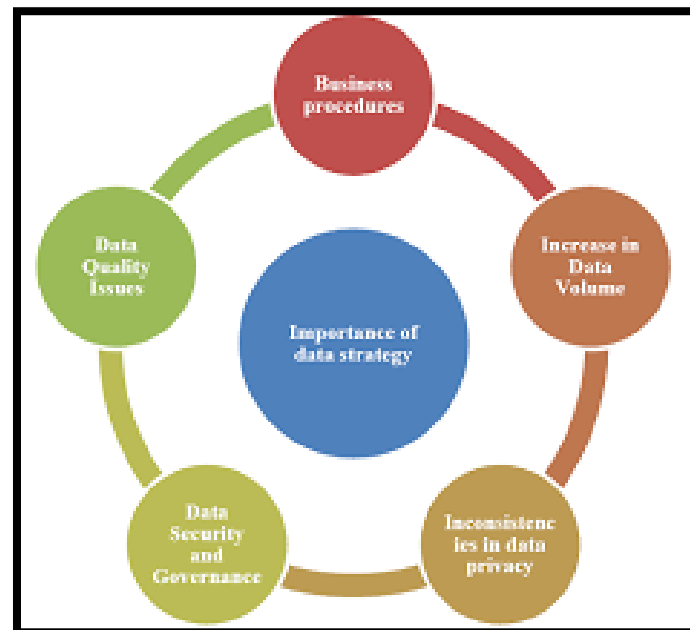 Business
procedures
Increase in
Data
Volume
Inconsistenc
ies in data
privacy
Data
Security
and
Governance
Data
Quality
Issues
Importance of
data strategy